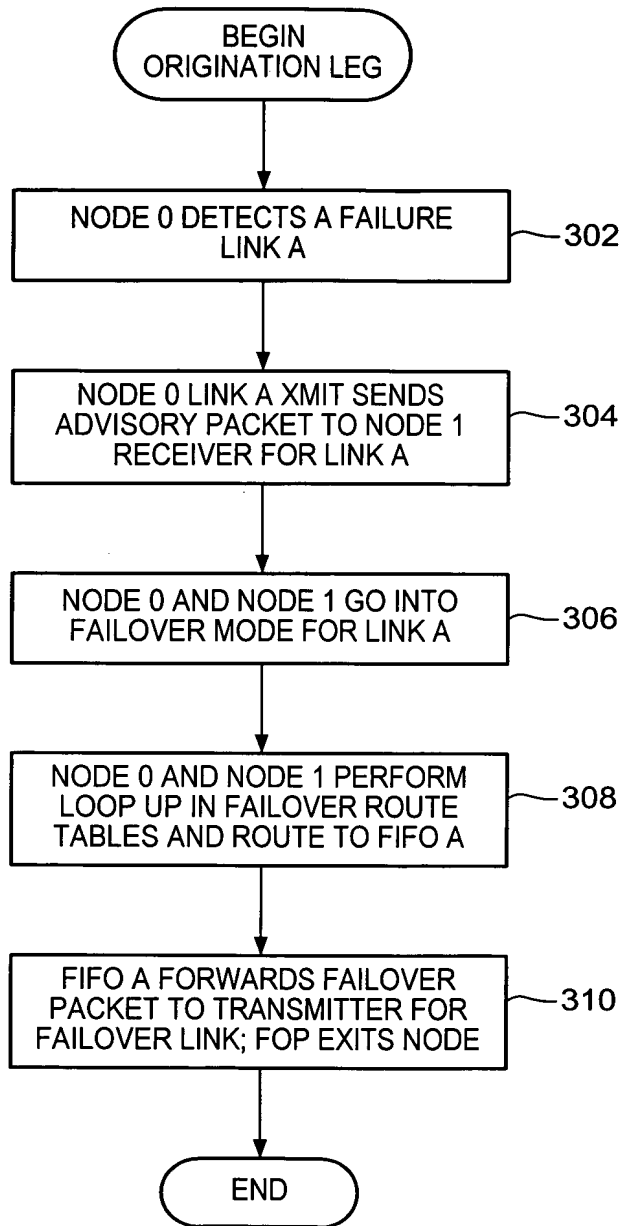 BEGIN
ORIGINATION LEG
NODE 0 DETECTS A FAILURE
LINK A
302
NODE 0 LINK A XMIT SENDS
ADVISORY PACKET TO NODE 1
RECEIVER FOR LINK A
304
NODE 0 AND NODE 1 GO INTO
FAILOVER MODE FOR LINK A
306
NODE 0 AND NODE 1 PERFORM
LOOP UP IN FAILOVER ROUTE
TABLES AND ROUTE TO FIFO A
308
FIFO A FORWARDS FAILOVER
PACKET TO TRANSMITTER FOR
FAILOVER LINK; FOP EXITS NODE
310
END